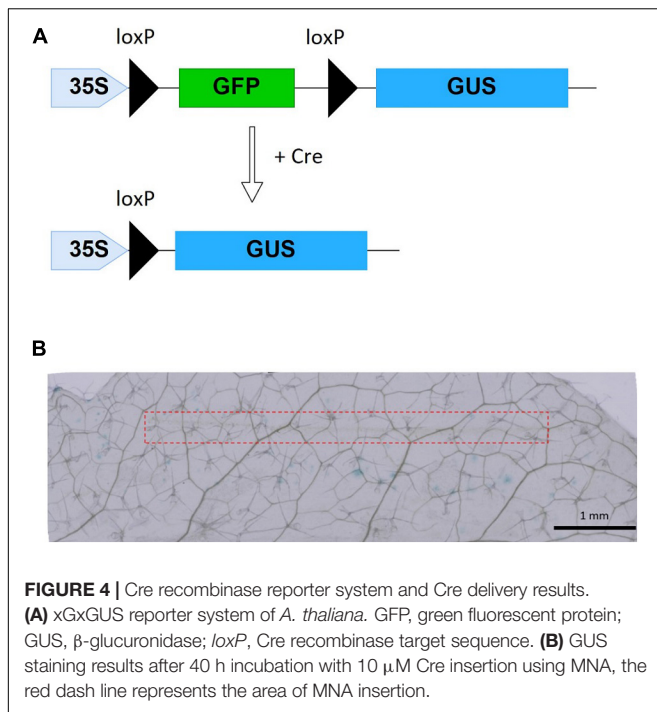 A
loxP loxP
35S GFP GUS
+ Cre
loxP
35S GUS
B
1 mm
FIGURE 4 | Cre recombinase reporter system and Cre delivery results.
(A) xGxGUS reporter system of A. thaliana. GFP, green fluorescent protein;
GUS, β-glucuronidase; loxP, Cre recombinase target sequence. (B) GUS
staining results after 40 h incubation with 10 μM Cre insertion using MNA, the
red dash line represents the area of MNA insertion.